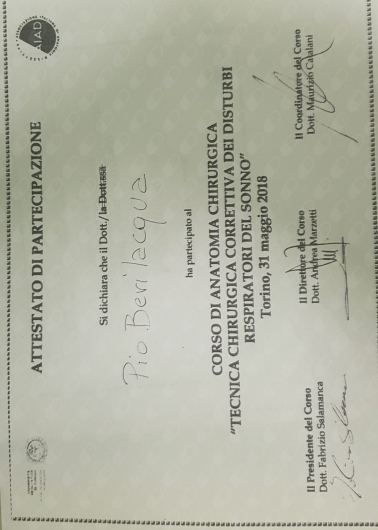 AIAD
ATTESTATO DI PARTECIPAZIONE
Si dichiara che il Dott./la Dott.ssa
Pio Bevilacqua
ha partecipato al
CORSO DI ANATOMIA CHIRURGICA
"TECNICA CHIRURGICA CORRETTIVA DEI DISTURBI
RESPIRATORI DEL SONNO"
Torino, 31 maggio 2018
Il Presidente del Corso
Dott. Fabrizio Salamanca
Il Direttore del Corso
Dott. Andrea Marzetti
Il Coordinatore del Corso
Dott. Maurizio Catalani